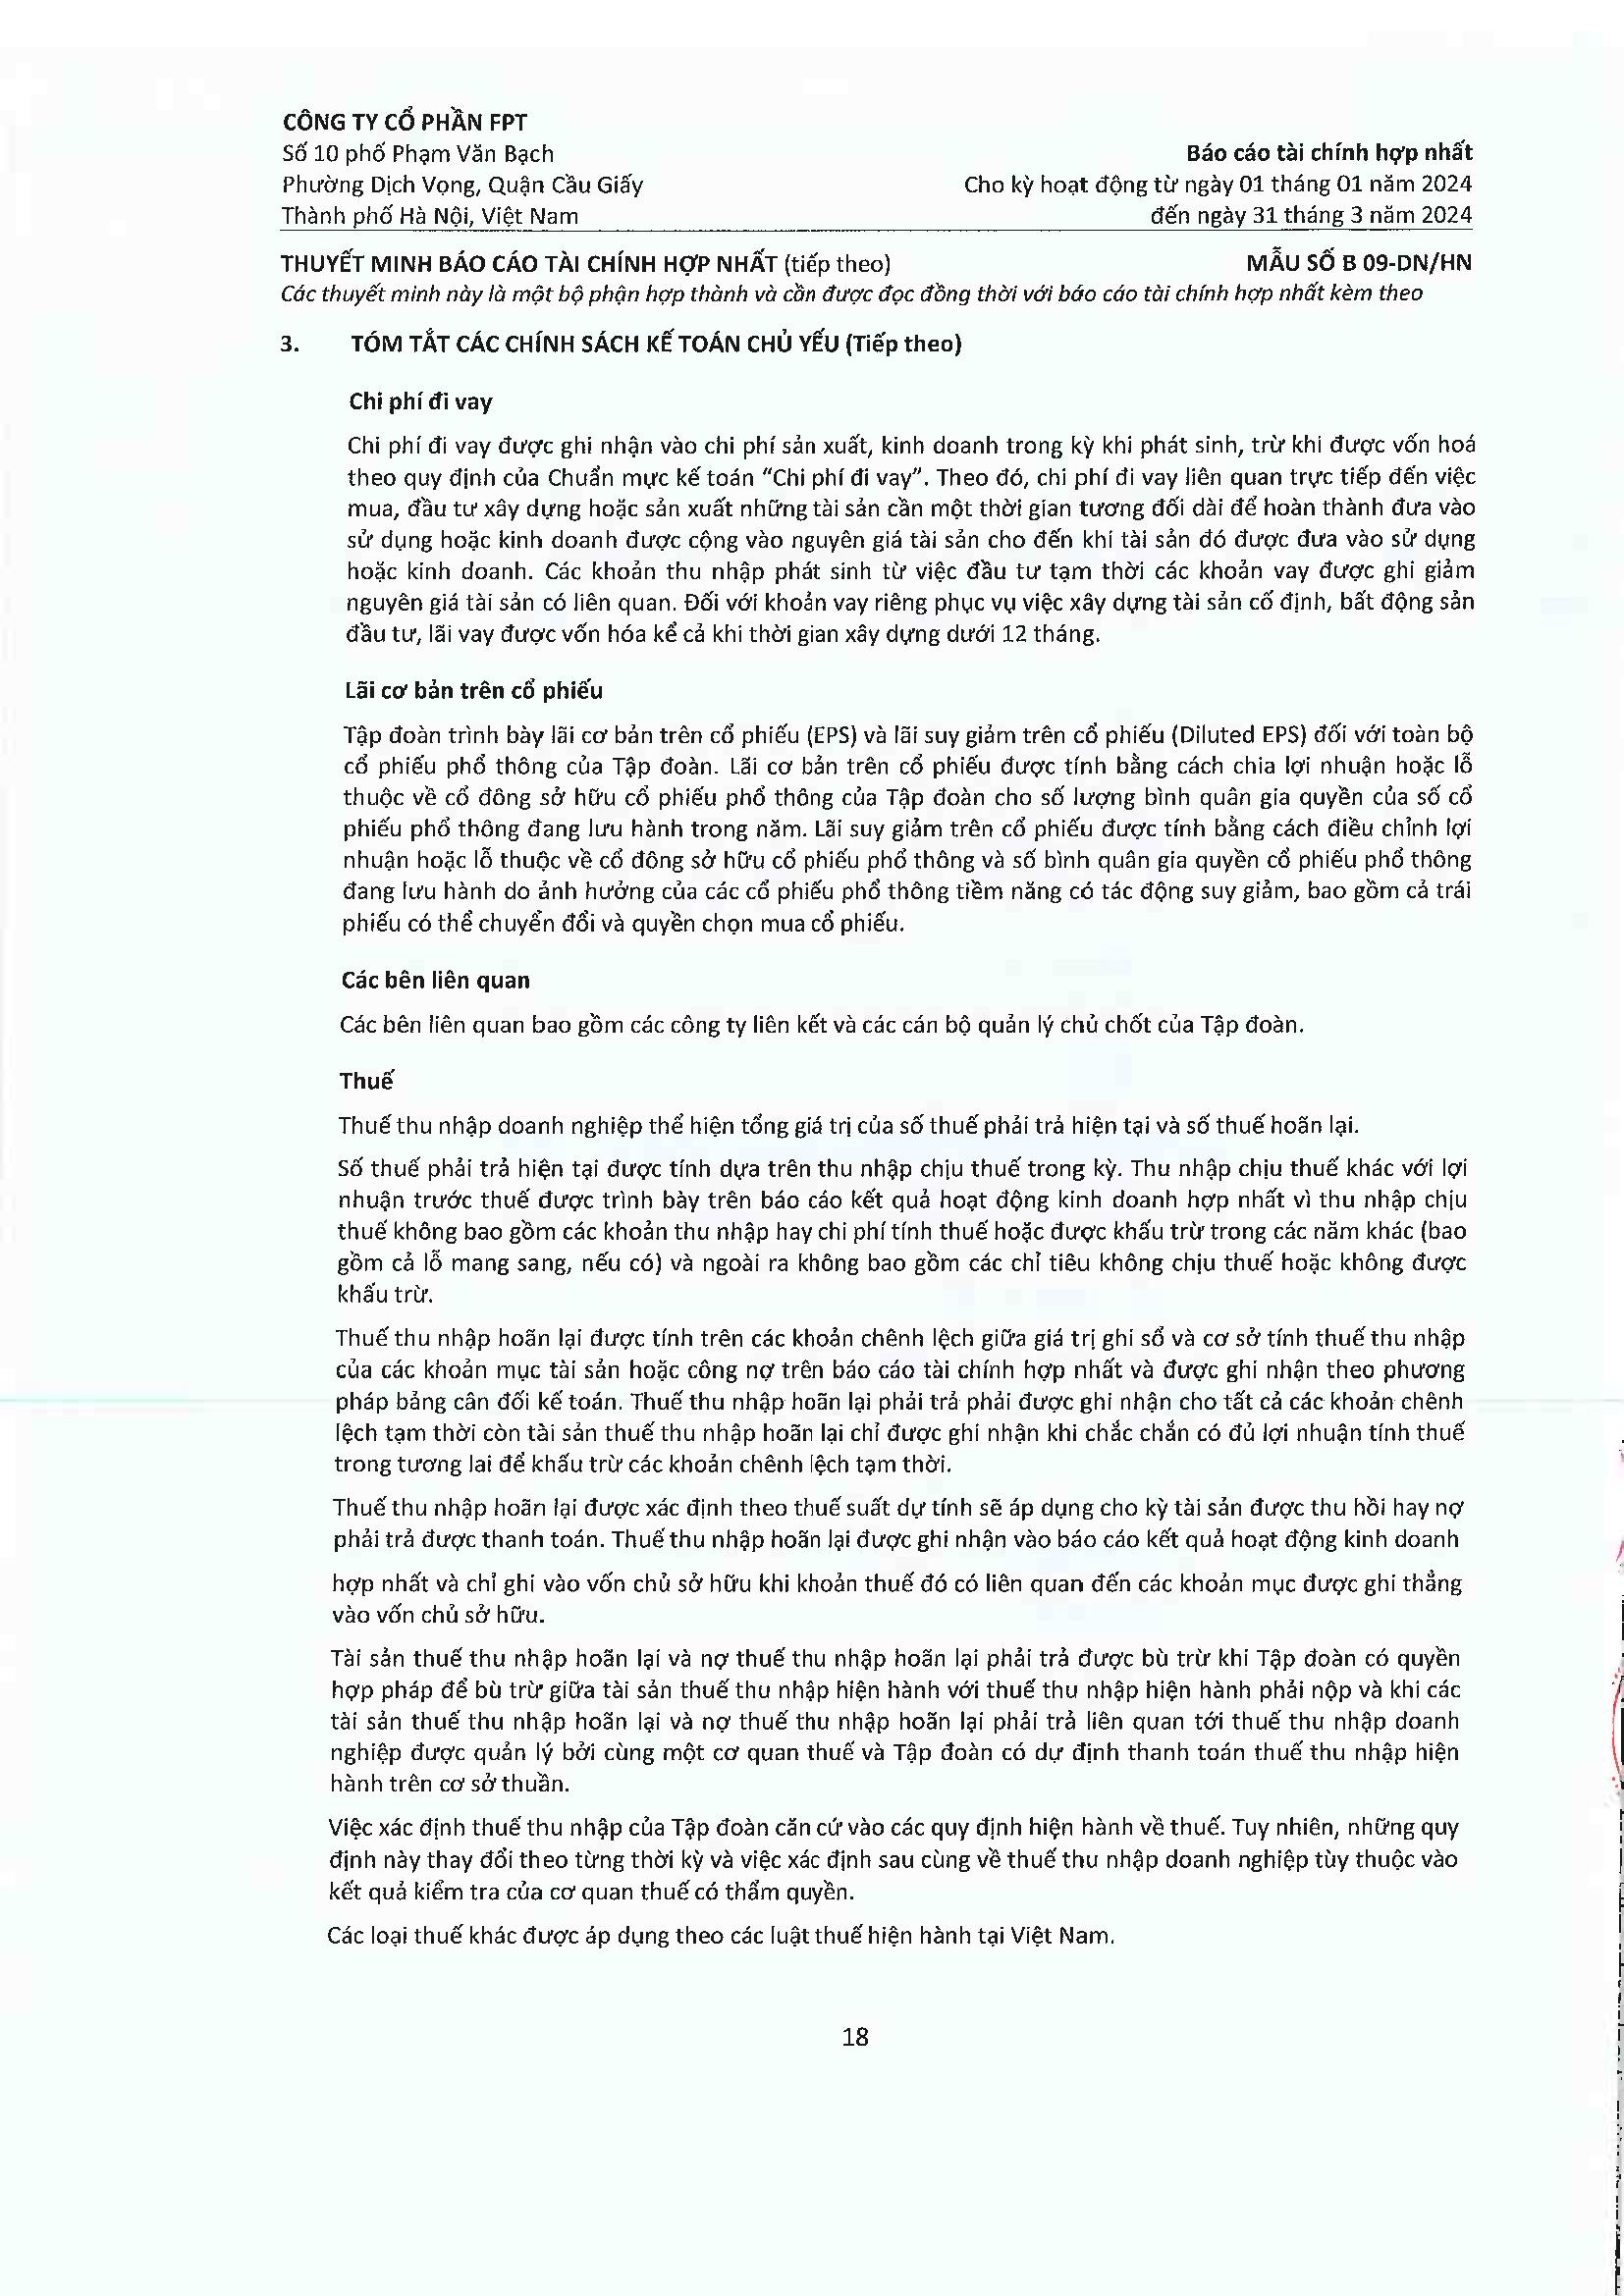 CÔNG TY CỔ PHẦN FPT
Số 10 phố Phạm Văn Bạch
Báo cáo tài chính hợp nhất
Phường Dịch Vọng, Quận Cầu Giấy
Cho kỳ hoạt động từ ngày 01 tháng 01 năm 2024
Thành phố Hà Nội, Việt Nam
đến ngày 31 tháng 3 năm 2024
THUYẾT MINH BÁO CÁO TÀI CHÍNH HỢP NHẤT (tiếp theo)
MẪU SỐ B 09-DN/HN
Các thuyết minh này là một bộ phận hợp thành và cần được đọc đồng thời với báo cáo tài chính hợp nhất kèm theo
3. TÓM TẮT CÁC CHÍNH SÁCH KẾ TOÁN CHỦ YẾU (Tiếp theo)
Chi phí đi vay
Chi phí đi vay được ghi nhận vào chi phí sản xuất, kinh doanh trong kỳ khi phát sinh, trừ khi được vốn hoá
theo quy định của Chuẩn mực kế toán “Chi phí đi vay”. Theo đó, chi phí đi vay liên quan trực tiếp đến việc
mua, đầu tư xây dựng hoặc sản xuất những tài sản cần một thời gian tương đối dài để hoàn thành đưa vào
sử dụng hoặc kinh doanh được cộng vào nguyên giá tài sản cho đến khi tài sản đó được đưa vào sử dụng
hoặc kinh doanh. Các khoản thu nhập phát sinh từ việc đầu tư tạm thời các khoản vay được ghi giảm
nguyên giá tài sản có liên quan. Đối với khoản vay riêng phục vụ việc xây dựng tài sản cố định, bất động sản
đầu tư, lãi vay được vốn hóa kể cả khi thời gian xây dựng dưới 12 tháng.
Lãi cơ bản trên cổ phiếu
Tập đoàn trình bày lãi cơ bản trên cổ phiếu (EPS) và lãi suy giảm trên cổ phiếu (Diluted EPS) đối với toàn bộ
cổ phiếu phổ thông của Tập đoàn. Lãi cơ bản trên cổ phiếu được tính bằng cách chia lợi nhuận hoặc lỗ
thuộc về cổ đông sở hữu cổ phiếu phổ thông của Tập đoàn cho số lượng bình quân gia quyền của số cổ
phiếu phổ thông đang lưu hành trong năm. Lãi suy giảm trên cổ phiếu được tính bằng cách điều chỉnh lợi
nhuận hoặc lỗ thuộc về cổ đông sở hữu cổ phiếu phổ thông và số bình quân gia quyền cổ phiếu phổ thông
đang lưu hành do ảnh hưởng của các cổ phiếu phổ thông tiềm năng có tác động suy giảm, bao gồm cả trái
phiếu có thể chuyển đổi và quyền chọn mua cổ phiếu.
Các bên liên quan
Các bên liên quan bao gồm các công ty liên kết và các cán bộ quản lý chủ chốt của Tập đoàn.
Thuế
Thuế thu nhập doanh nghiệp thể hiện tổng giá trị của số thuế phải trả hiện tại và số thuế hoãn lại.
Số thuế phải trả hiện tại được tính dựa trên thu nhập chịu thuế trong kỳ. Thu nhập chịu thuế khác với lợi
nhuận trước thuế được trình bày trên báo cáo kết quả hoạt động kinh doanh hợp nhất vì thu nhập chịu
thuế không bao gồm các khoản thu nhập hay chi phí tính thuế hoặc được khấu trừ trong các năm khác (bao
gồm cả lỗ mang sang, nếu có) và ngoài ra không bao gồm các chỉ tiêu không chịu thuế hoặc không được
khấu trừ.
Thuế thu nhập hoãn lại được tính trên các khoản chênh lệch giữa giá trị ghi sổ và cơ sở tính thuế thu nhập
của các khoản mục tài sản hoặc công nợ trên báo cáo tài chính hợp nhất và được ghi nhận theo phương
pháp bảng cân đối kế toán. Thuế thu nhập hoãn lại phải trả phải được ghi nhận cho tất cả các khoản chênh
lệch tạm thời còn tài sản thuế thu nhập hoãn lại chỉ được ghi nhận khi chắc chắn có đủ lợi nhuận tính thuế
trong tương lai để khấu trừ các khoản chênh lệch tạm thời.
Thuế thu nhập hoãn lại được xác định theo thuế suất dự tính sẽ áp dụng cho kỳ tài sản được thu hồi hay nợ
phải trả được thanh toán. Thuế thu nhập hoãn lại được ghi nhận vào báo cáo kết quả hoạt động kinh doanh
hợp nhất và chỉ ghi vào vốn chủ sở hữu khi khoản thuế đó có liên quan đến các khoản mục được ghi thẳng
vào vốn chủ sở hữu.
Tài sản thuế thu nhập hoãn lại và nợ thuế thu nhập hoãn lại phải trả được bù trừ khi Tập đoàn có quyền
hợp pháp để bù trừ giữa tài sản thuế thu nhập hiện hành với thuế thu nhập hiện hành phải nộp và khi các
tài sản thuế thu nhập hoãn lại và nợ thuế thu nhập hoãn lại phải trả liên quan tới thuế thu nhập doanh
nghiệp được quản lý bởi cùng một cơ quan thuế và Tập đoàn có dự định thanh toán thuế thu nhập hiện
hành trên cơ sở thuần.
Việc xác định thuế thu nhập của Tập đoàn căn cứ vào các quy định hiện hành về thuế. Tuy nhiên, những quy
định này thay đổi theo từng thời kỳ và việc xác định sau cùng về thuế thu nhập doanh nghiệp tùy thuộc vào
kết quả kiểm tra của cơ quan thuế có thẩm quyền.
Các loại thuế khác được áp dụng theo các luật thuế hiện hành tại Việt Nam.
18